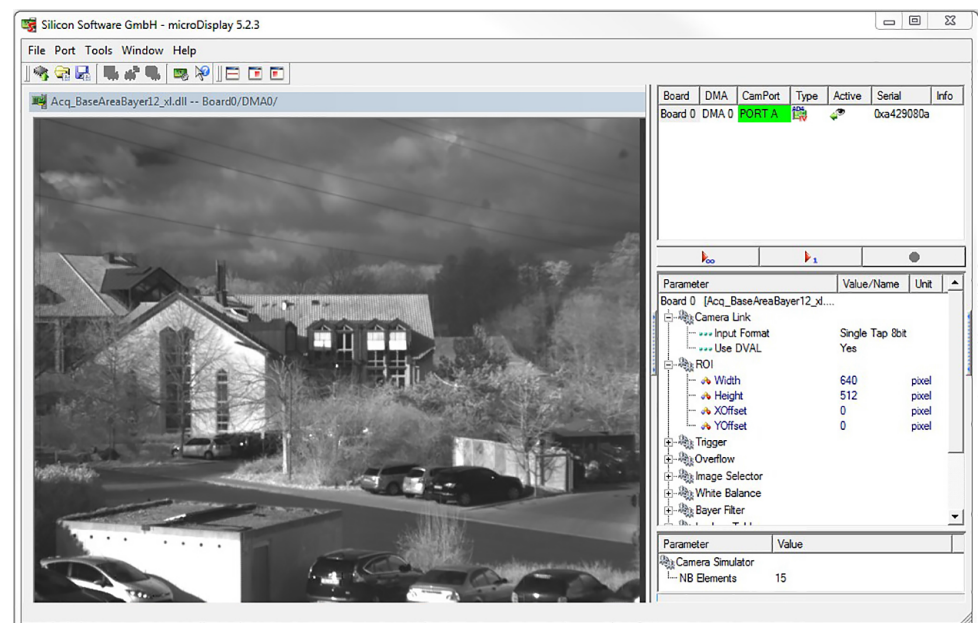 Silicon Software GmbH - microDisplay 5.2.3
File Port Tools Window Help
Acq_BaseAreaBayer12_xl.dll -- Board0/DMA0/
Board DMA CamPort Type Active Serial Info
Board 0 DMA 0 PORT A 0xa429080a
∞ 1
Parameter Value/Name Unit
Board 0 [Acq_BaseAreaBayer12_xl....
Camera Link
Input Format Single Tap 8bit
Use DVAL Yes
ROI
Width 640 pixel
Height 512 pixel
XOffset 0 pixel
YOffset 0 pixel
Trigger
Overflow
Image Selector
White Balance
Bayer Filter
Parameter Value
Camera Simulator
NB Elements 15